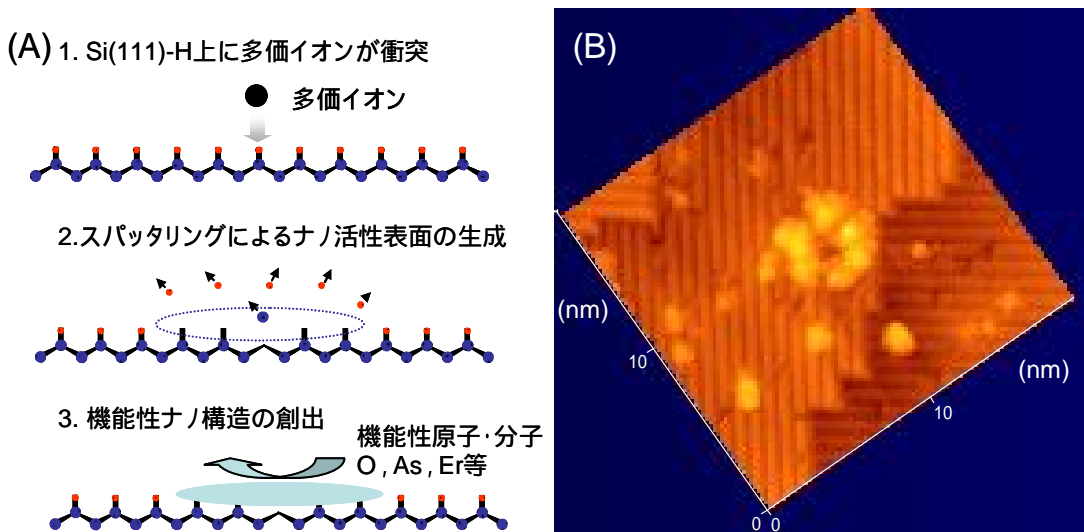 (A) 1. Si(111)-H上に多価イオンが衝突
多価イオン
2.スパッタリングによるナノ活性表面の生成
3. 機能性ナノ構造の創出
機能性原子・分子
O , As , Er等
(B)
(nm)
10
(nm)
10
0 0